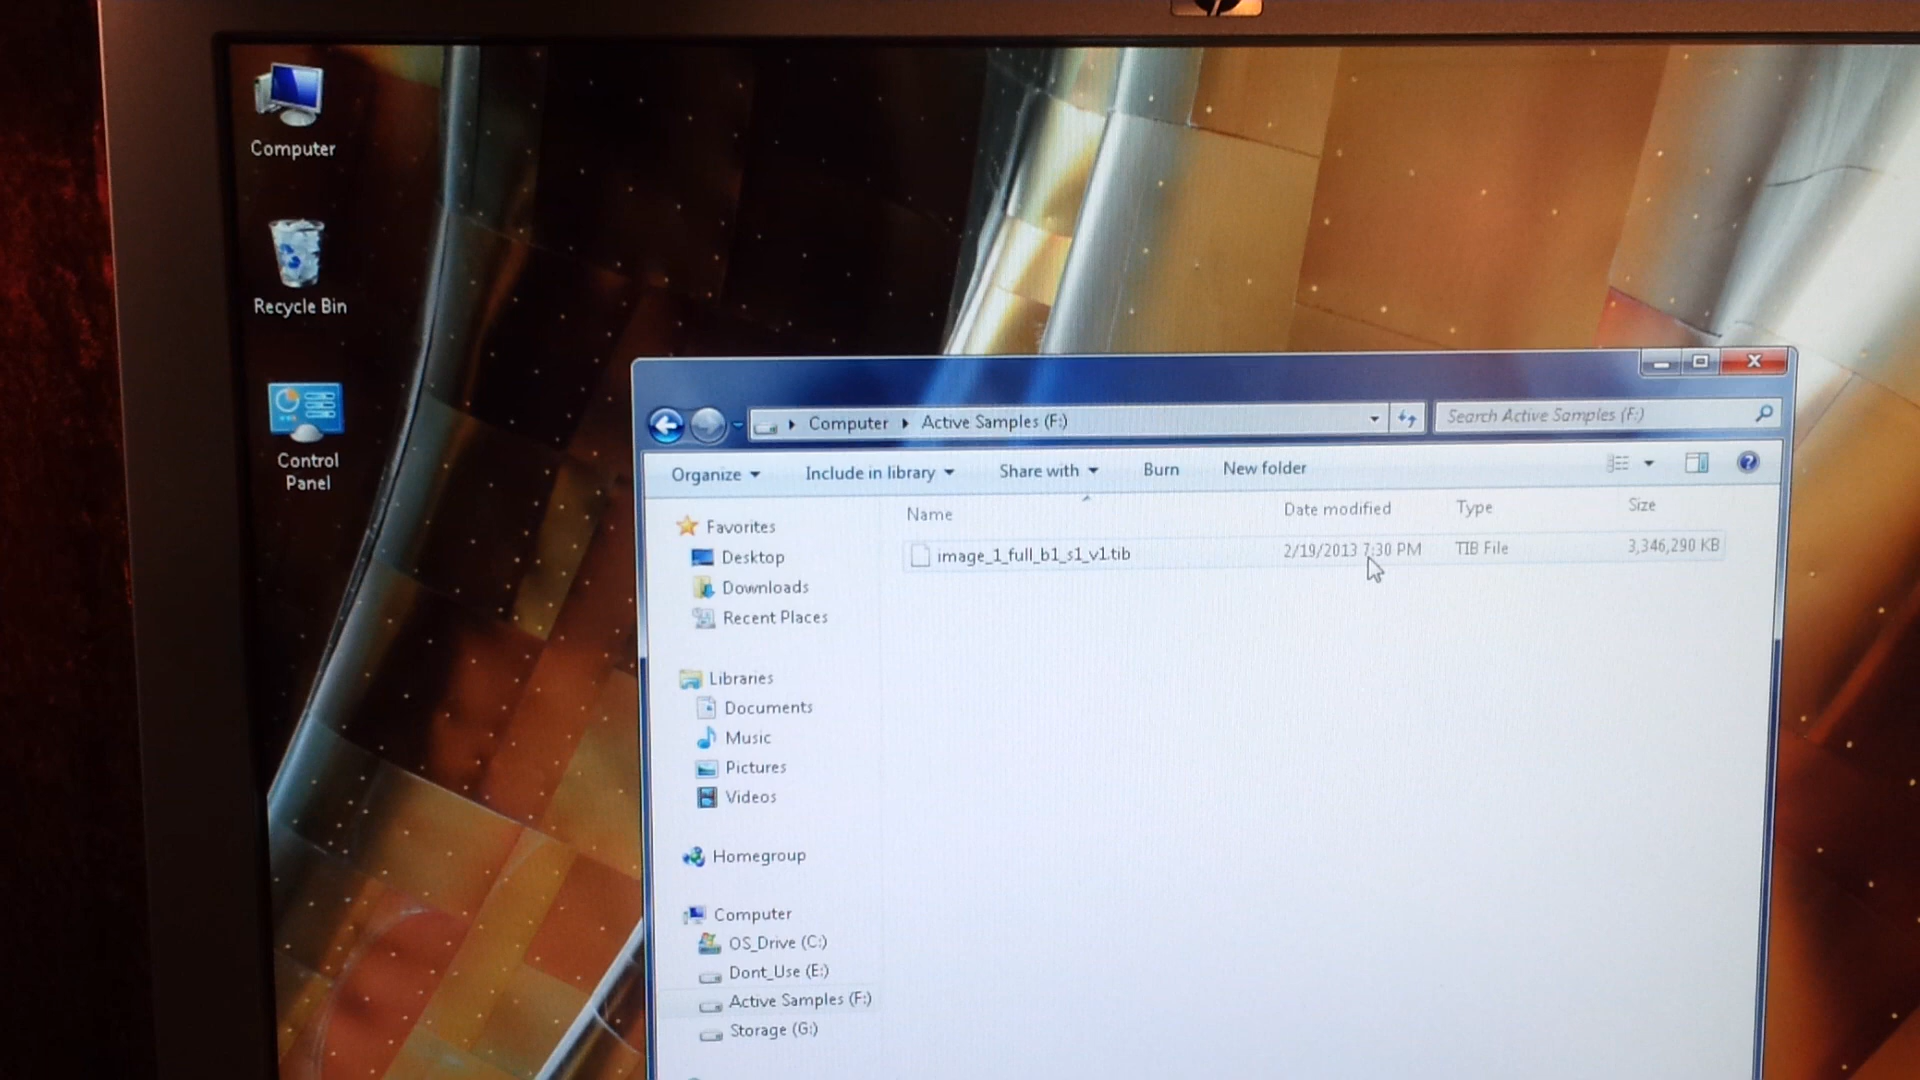 Computer
Recycle Bin
Control
Panel
Computer Active Samples (F:)
Search Active Samples (F:)
Organize Include in library Share with Burn New folder
Name Date modified Type Size
image_1_full_b1_s1_v1.tib 2/19/2013 7:30 PM TIB File 3,346,290 KB
Favorites
Desktop
Downloads
Recent Places
Libraries
Documents
Music
Pictures
Videos
Homegroup
Computer
OS_Drive (C:)
Dont_Use (E:)
Active Samples (F:)
Storage (G:)